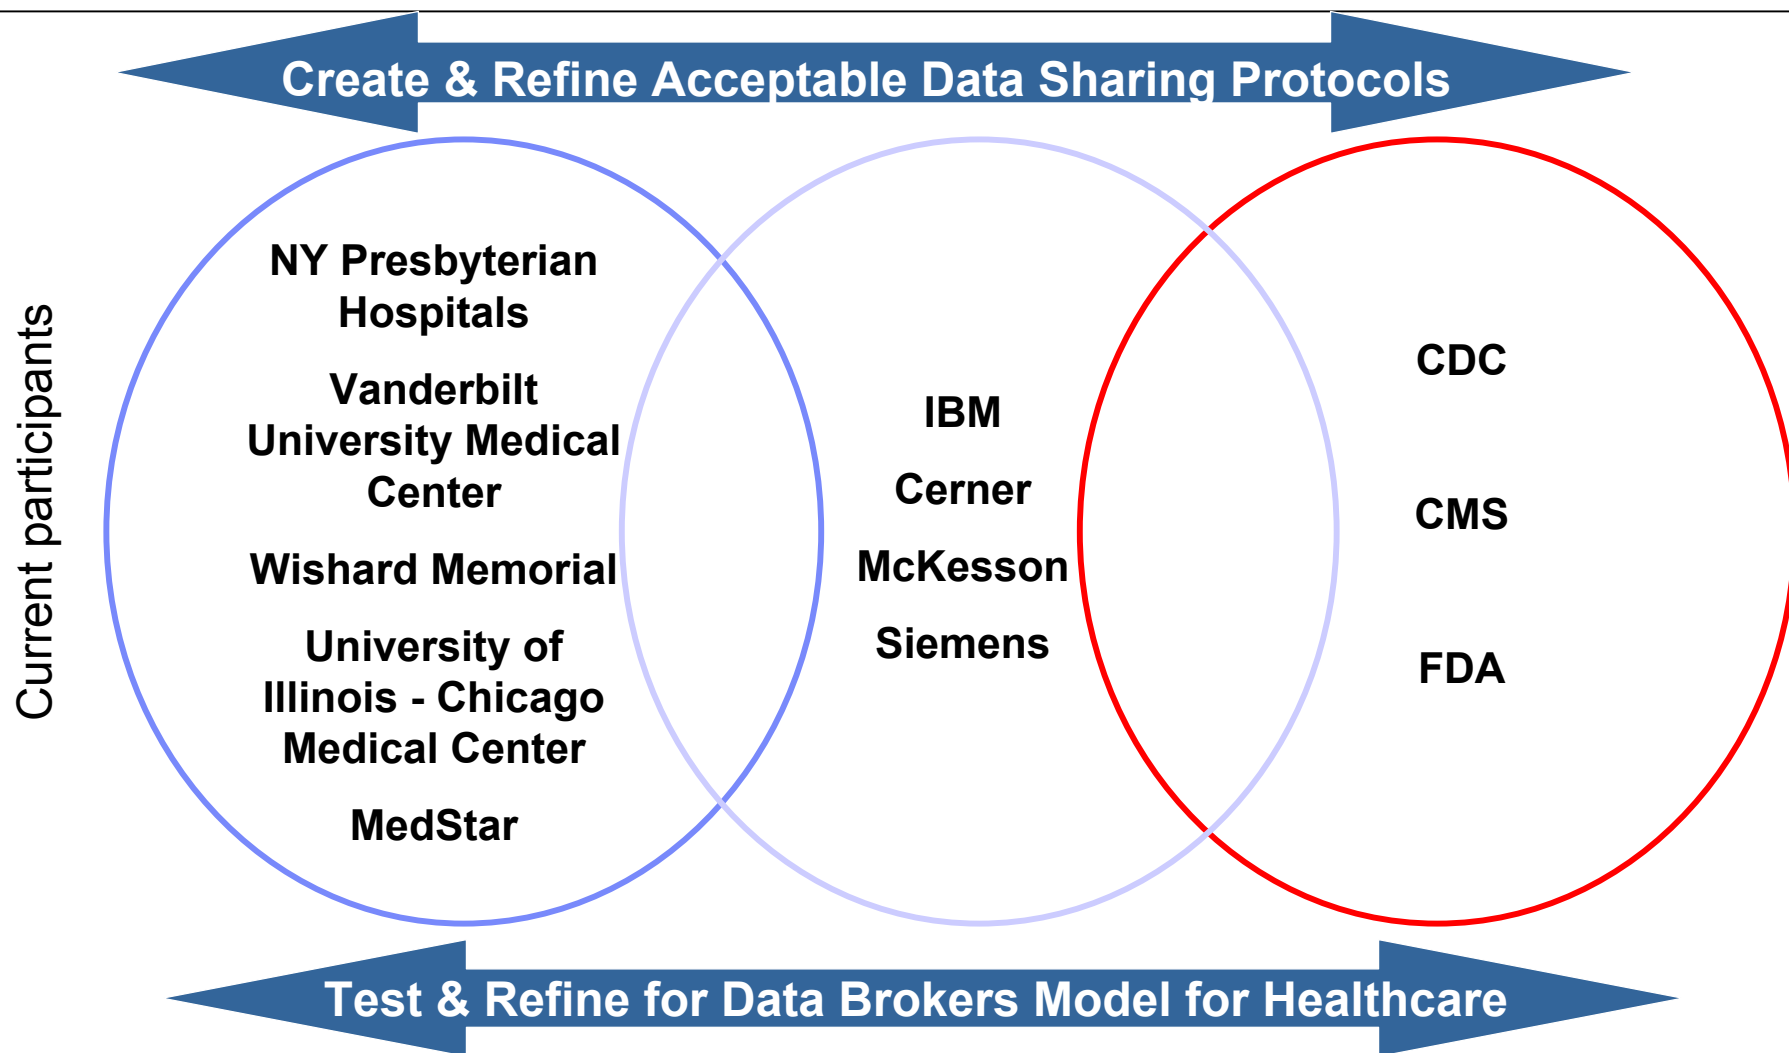 Create & Refine Acceptable Data Sharing Protocols
Current participants
NY Presbyterian
Hospitals
Vanderbilt
University Medical
Center
Wishard Memorial
University of
Illinois - Chicago
Medical Center
MedStar
IBM
Cerner
McKesson
Siemens
CDC
CMS
FDA
Test & Refine for Data Brokers Model for Healthcare